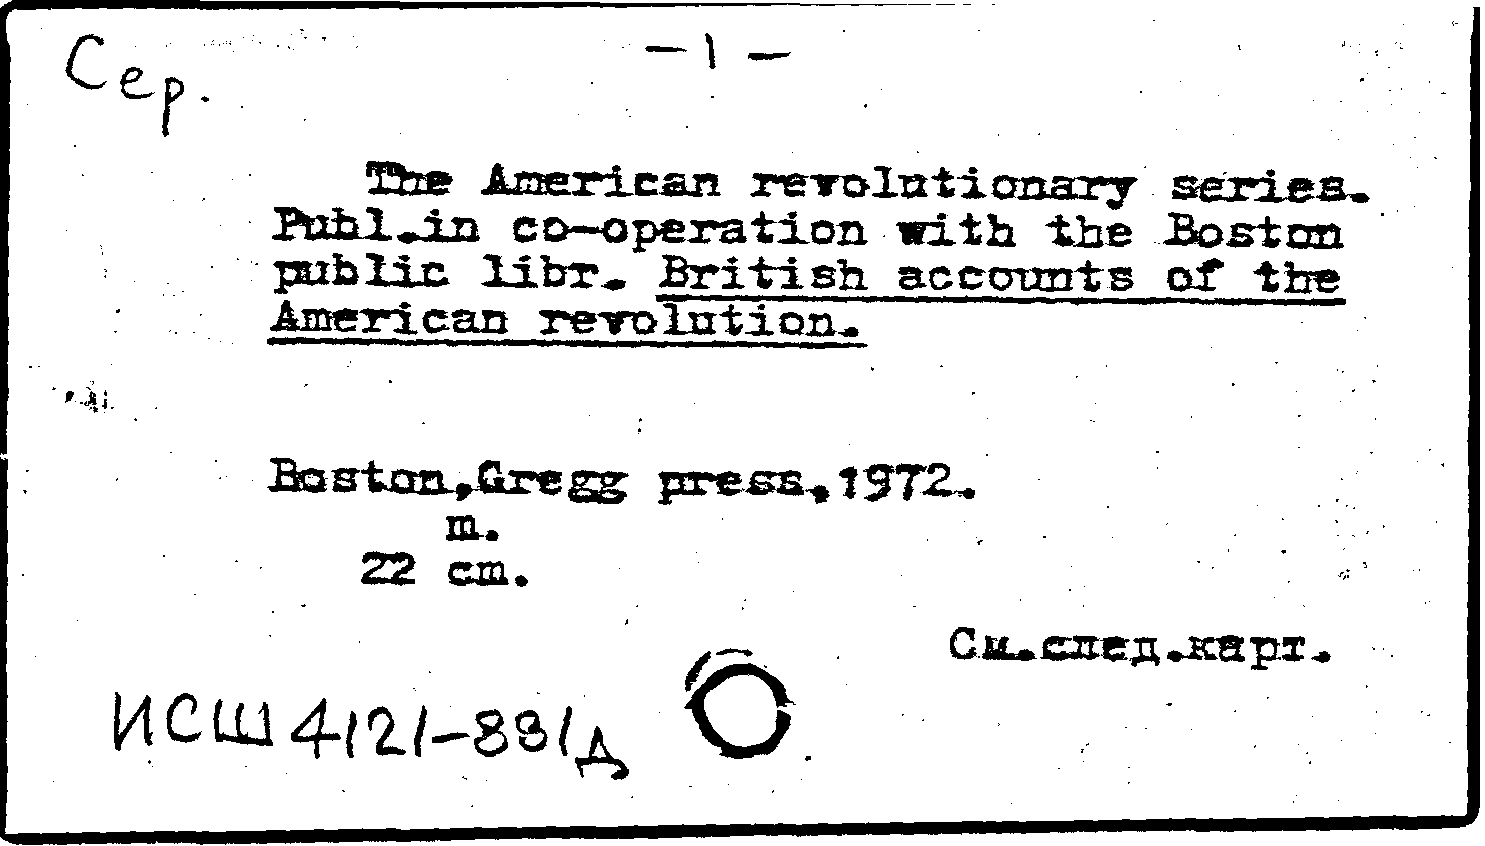 Сер.
— 1 —
The American revolutionary series.
Publ.in co-operation with the Boston
public libr. British accounts of the
American revolution.
Boston,Gregg press,1972.
m.
22 cm.
См.след.карт.
ИСШ 4121-831д